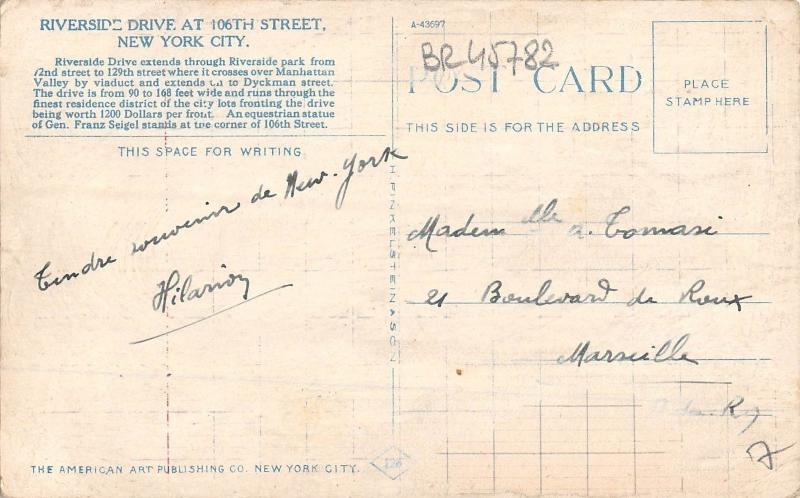 RIVERSIDE DRIVE AT 106TH STREET,
NEW YORK CITY.
Riverside Drive extends through Riverside park from
72nd street to 129th street where it crosses over Manhattan
Valley by viaduct and extends on to Dyckman street.
The drive is from 90 to 168 feet wide and runs through the
finest residence district of the city lots fronting the drive
being worth 1200 Dollars per front. An equestrian statue
of Gen. Franz Seigel stands at the corner of 106th Street.
THIS SPACE FOR WRITING
Tendre souvenir de New-York
Hilarion
THE AMERICAN ART PUBLISHING CO. NEW YORK CITY.
H FINKELSTEIN & SON
126
A-43697
BR45782
POST CARD
THIS SIDE IS FOR THE ADDRESS
PLACE
STAMP HERE
Mademlle a. Tomasi
21 Boulevard de Roux
Marseille